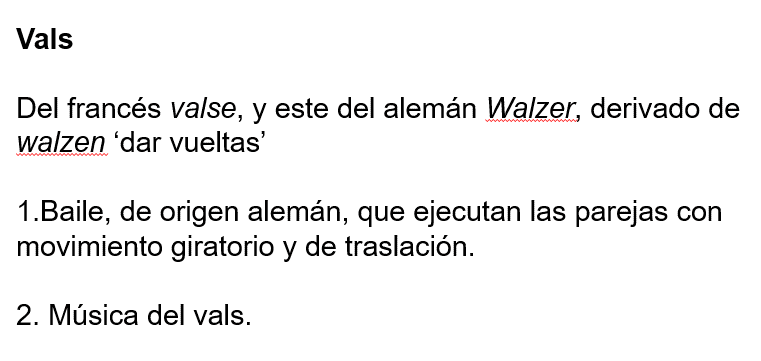 Vals
Del francés valse, y este del alemán Walzer, derivado de
walzen ‘dar vueltas’
1.Baile, de origen alemán, que ejecutan las parejas con
movimiento giratorio y de traslación.
2. Música del vals.